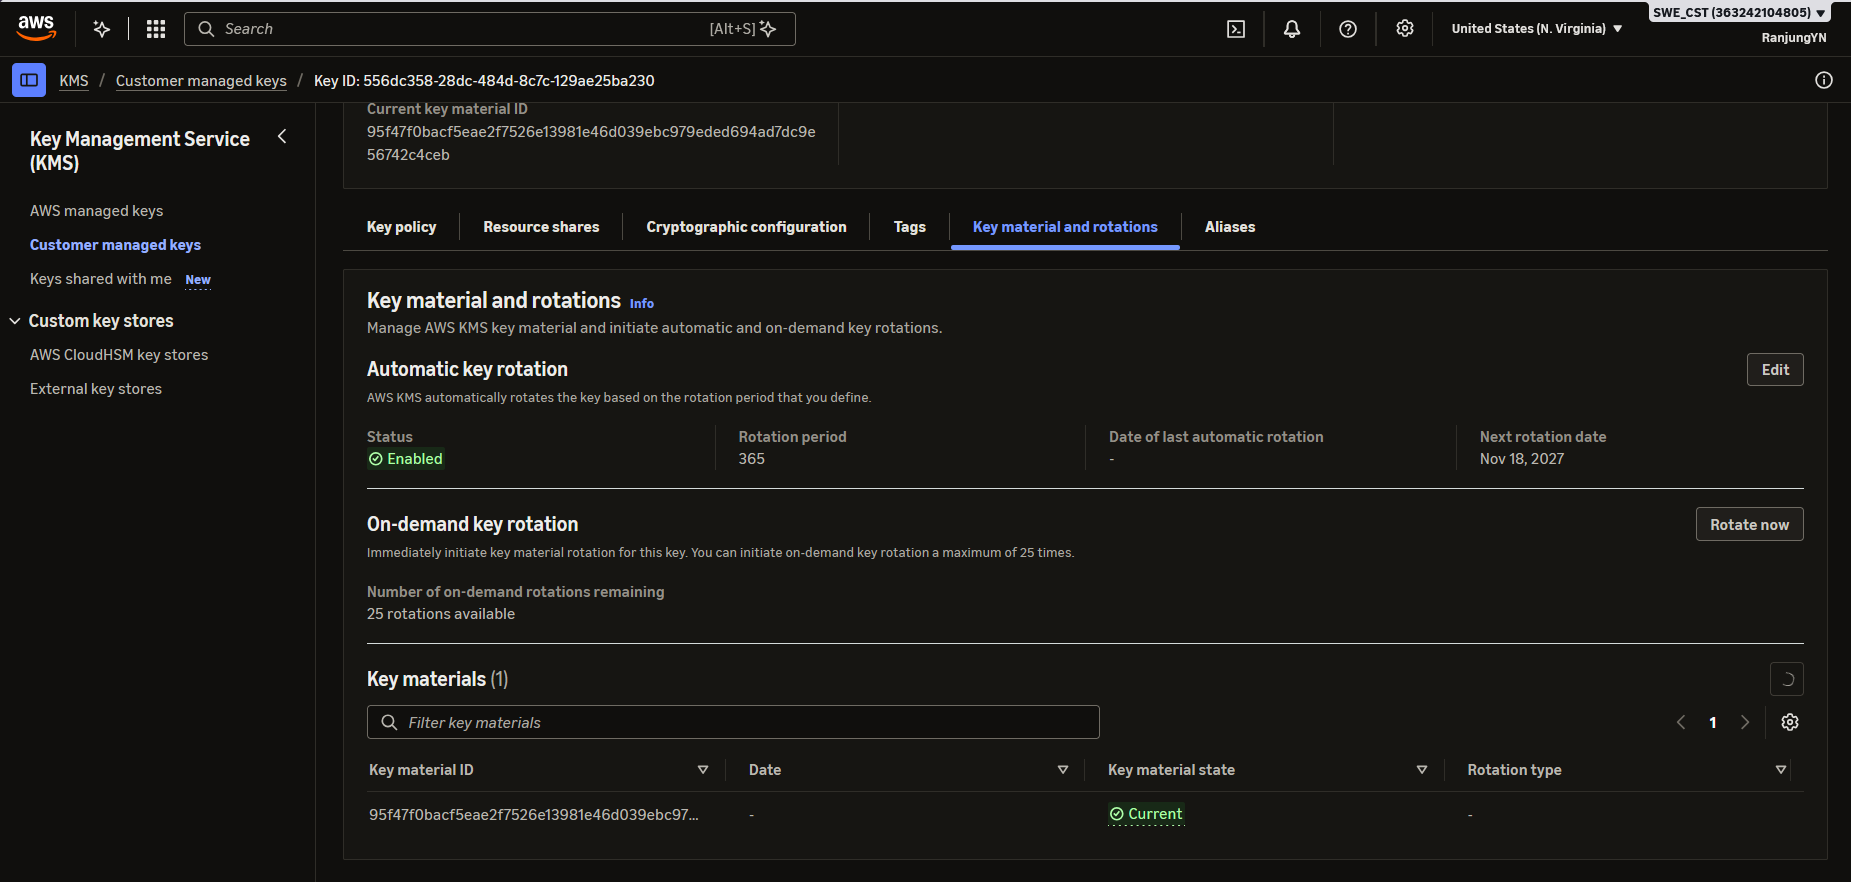 aws
Search
[Alt+S]
United States (N. Virginia)
SWE_CST (363242104805)
RanjungYN
KMS / Customer managed keys / Key ID: 556dc358-28dc-484d-8c7c-129ae25ba230
Key Management Service
(KMS)
AWS managed keys
Customer managed keys
Keys shared with me New
Custom key stores
AWS CloudHSM key stores
External key stores
Current key material ID
95f47f0bacf5eae2f7526e13981e46d039ebc979eded694ad7dc9e
56742c4ceb
Key policy
Resource shares
Cryptographic configuration
Tags
Key material and rotations
Aliases
Key material and rotations Info
Manage AWS KMS key material and initiate automatic and on-demand key rotations.
Automatic key rotation
Edit
AWS KMS automatically rotates the key based on the rotation period that you define.
Status
Enabled
Rotation period
365
Date of last automatic rotation
-
Next rotation date
Nov 18, 2027
On-demand key rotation
Rotate now
Immediately initiate key material rotation for this key. You can initiate on-demand key rotation a maximum of 25 times.
Number of on-demand rotations remaining
25 rotations available
Key materials (1)
Filter key materials
1
Key material ID
Date
Key material state
Rotation type
95f47f0bacf5eae2f7526e13981e46d039ebc97...
-
Current
-